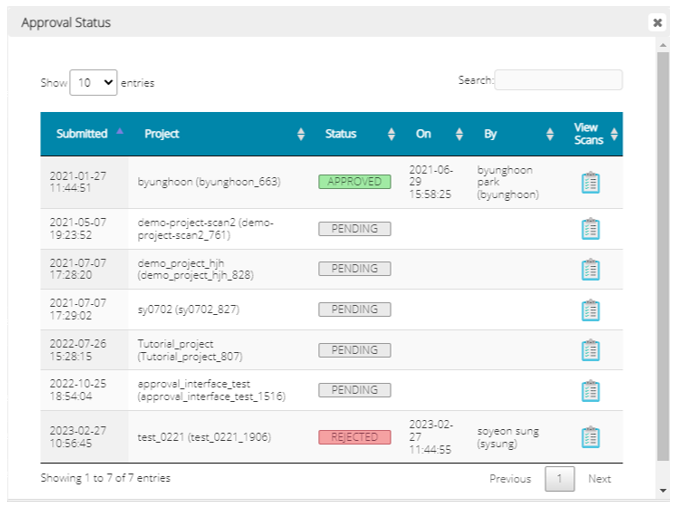 Approval Status
Show 10 entries
Search:
Submitted Project Status On By View Scans
2021-01-27 11:44:51 byunghoon (byunghoon_663) APPROVED 2021-06-29 15:58:25 byunghoon park (byunghoon)
2021-05-07 19:23:52 demo-project-scan2 (demo-project-scan2_761) PENDING
2021-07-07 17:28:20 demo_project_hjh (demo_project_hjh_828) PENDING
2021-07-07 17:29:02 sy0702 (sy0702_827) PENDING
2022-07-26 15:28:15 Tutorial_project (Tutorial_project_807) PENDING
2022-10-25 18:54:04 approval_interface_test (approval_interface_test_1516) PENDING
2023-02-27 10:56:45 test_0221 (test_0221_1906) REJECTED 2023-02-27 11:44:55 soyeon sung (sysung)
Showing 1 to 7 of 7 entries
Previous 1 Next